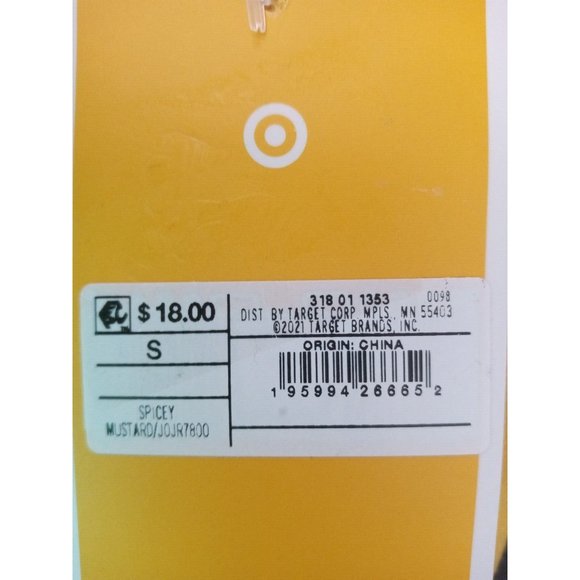 $ 18.00
S
SPICEY
MUSTARD/JOJR7800
318 01 1353 0098
DIST BY TARGET CORP MPLS, MN 55403
©2021 TARGET BRANDS, INC.
ORIGIN: CHINA
1 95994 26665 2